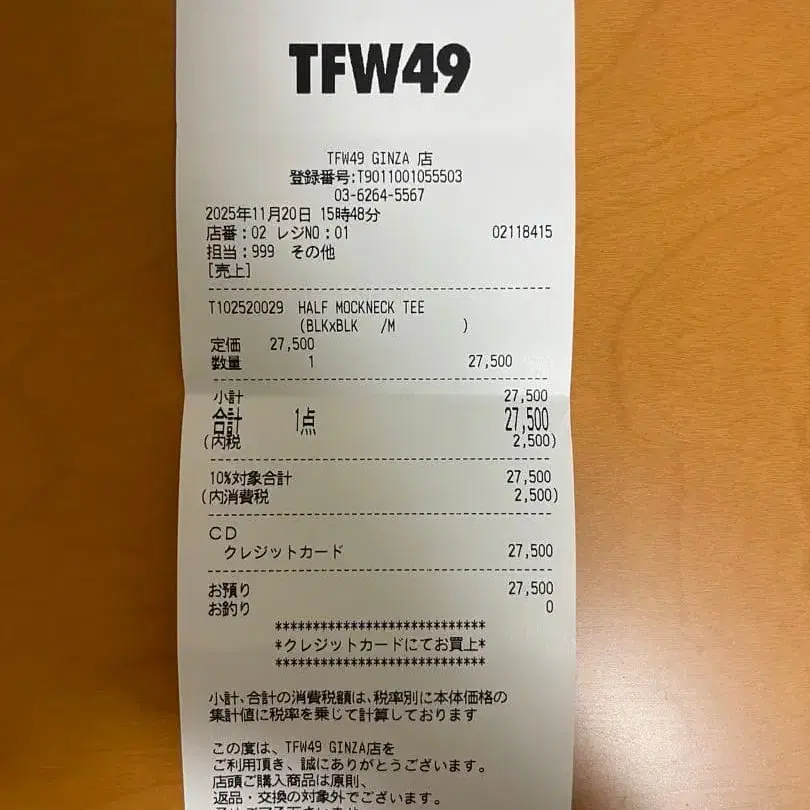 TFW49
TFW49 GINZA 店
登録番号:T9011001055503
03-6264-5567
2025年11月20日 15時48分
店番:02 レジNO:01 02118415
担当:999 その他
[売上]
T102520029 HALF MOCKNECK TEE
(BLKxBLK /M )
定価 27,500
数量 1 27,500
小計 27,500
合計 1点 27,500
(内税 2,500)
10%対象合計 27,500
(内消費税 2,500)
CD
クレジットカード 27,500
お預り 27,500
お釣り 0
****************************
*クレジットカードにてお買上*
****************************
小計、合計の消費税額は、税率別に本体価格の
集計値に税率を乗じて計算しております
この度は、TFW49 GINZA店を
ご利用頂き、誠にありがとうございます。
店頭ご購入商品は原則、
返品・交換の対象外でございます。